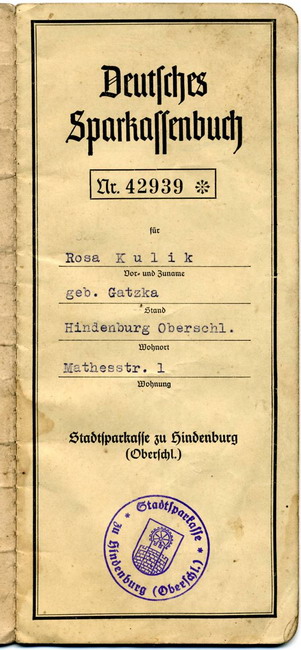 Deutsches
Sparkassenbuch
Nr. 42939 ❊
für
Rosa K u l i k
Vor- und Zuname
geb. Gatzka
Stand
Hindenburg Oberschl.
Wohnort
Mathesstr. 1
Wohnung
Stadtsparkasse zu Hindenburg
(Oberschl.)
* Stadtsparkasse *
zu Hindenburg (Oberschl.)